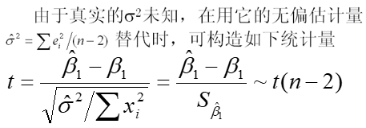 由于真实的σ²未知，在用它的无偏估计量
σ̂² = ∑eᵢ²/(n−2) 替代时，可构造如下统计量
t = (β̂₁ − β₁) / √(σ̂²/∑xᵢ²) = (β̂₁ − β₁) / S_β̂₁ ~ t(n−2)